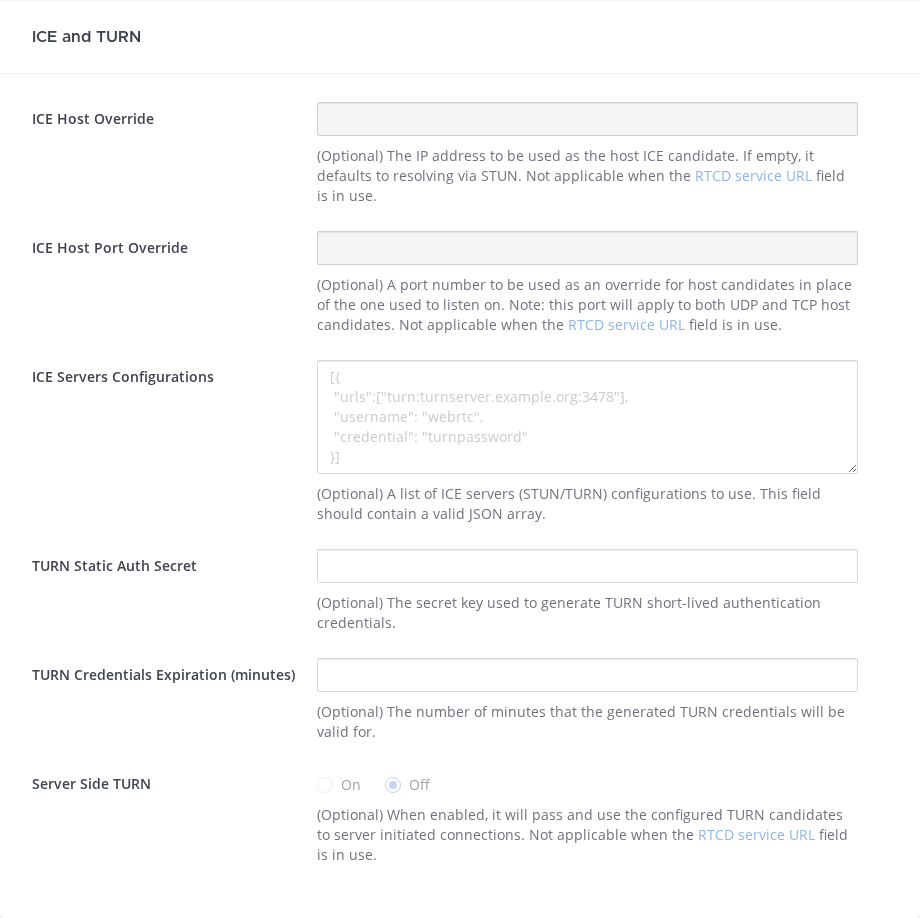 ICE and TURN
ICE Host Override
(Optional) The IP address to be used as the host ICE candidate. If empty, it
defaults to resolving via STUN. Not applicable when the RTCD service URL field
is in use.
ICE Host Port Override
(Optional) A port number to be used as an override for host candidates in place
of the one used to listen on. Note: this port will apply to both UDP and TCP host
candidates. Not applicable when the RTCD service URL field is in use.
ICE Servers Configurations
[{
"urls":["turn:turnserver.example.org:3478"],
"username": "webrtc",
"credential": "turnpassword"
}]
(Optional) A list of ICE servers (STUN/TURN) configurations to use. This field
should contain a valid JSON array.
TURN Static Auth Secret
(Optional) The secret key used to generate TURN short-lived authentication
credentials.
TURN Credentials Expiration (minutes)
(Optional) The number of minutes that the generated TURN credentials will be
valid for.
Server Side TURN
On Off
(Optional) When enabled, it will pass and use the configured TURN candidates
to server initiated connections. Not applicable when the RTCD service URL field
is in use.